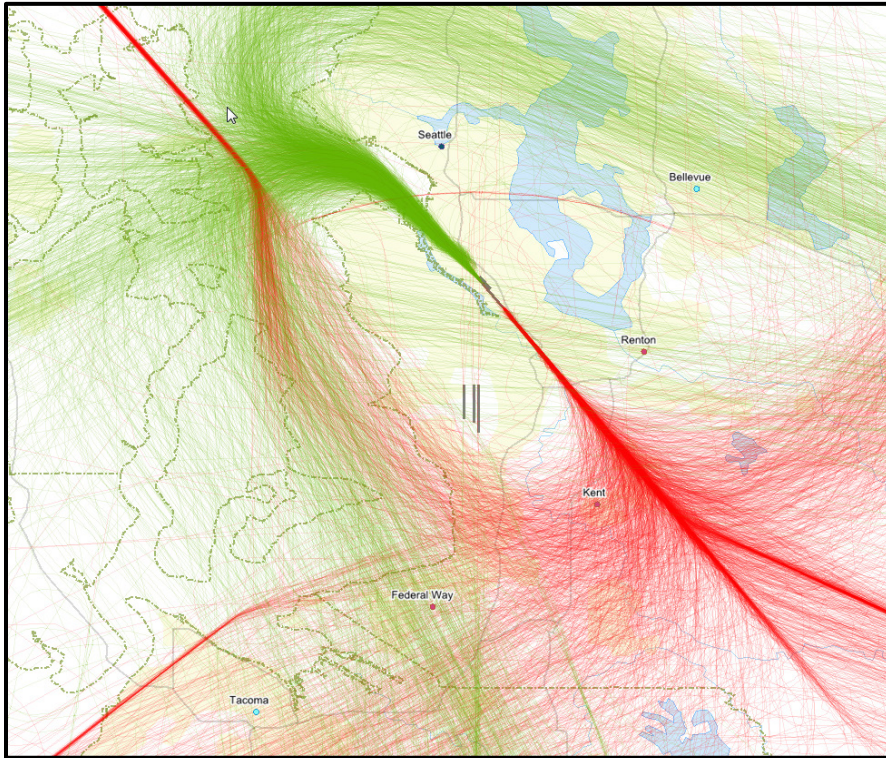 Seattle
Bellevue
Renton
Kent
Federal Way
Tacoma